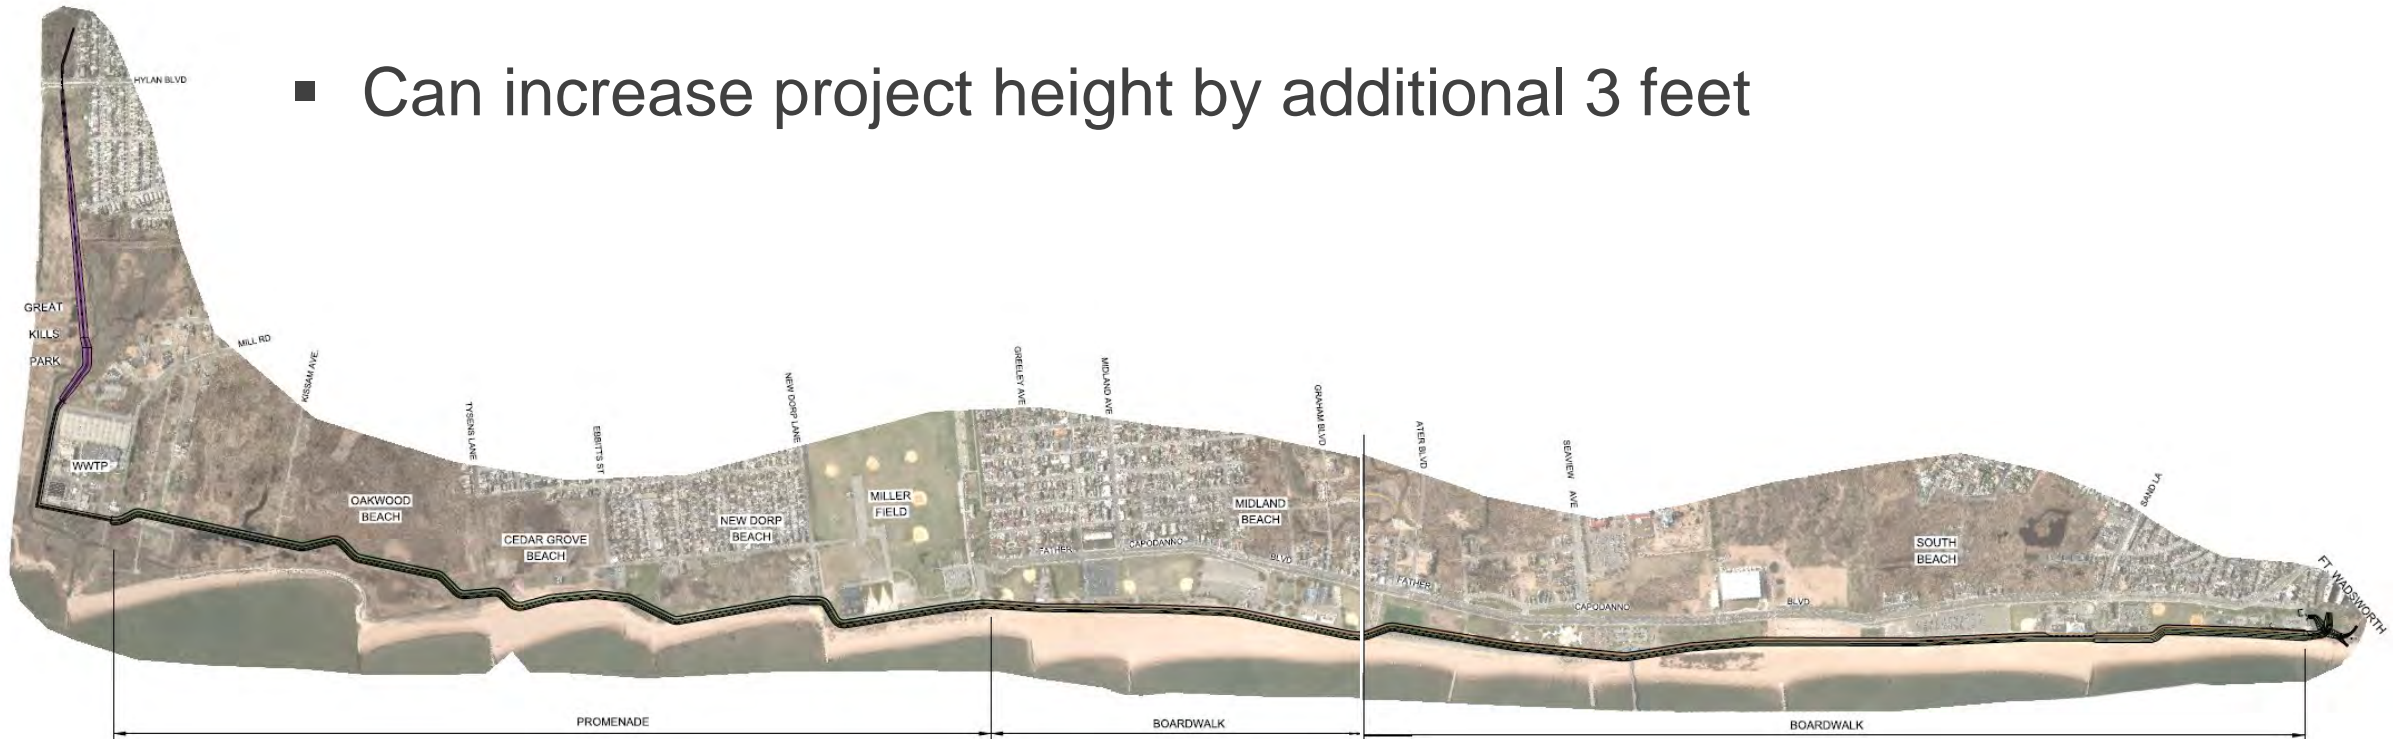 ▪ Can increase project height by additional 3 feet
HYLAN BLVD
GREAT
KILLS
PARK
MILL RD
KISSAM AVE.
TYSENS LANE
EBBITTS ST
NEW DORP LANE
GREELEY AVE
MIDLAND AVE
GRAHAM BLVD
ATER BLVD
SEAVIEW AVE
SAND LA
FT WADSWORTH
WWTP
OAKWOOD
BEACH
CEDAR GROVE
BEACH
NEW DORP
BEACH
MILLER
FIELD
MIDLAND
BEACH
SOUTH
BEACH
FATHER CAPODANNO BLVD
FATHER CAPODANNO BLVD
PROMENADE
BOARDWALK
BOARDWALK